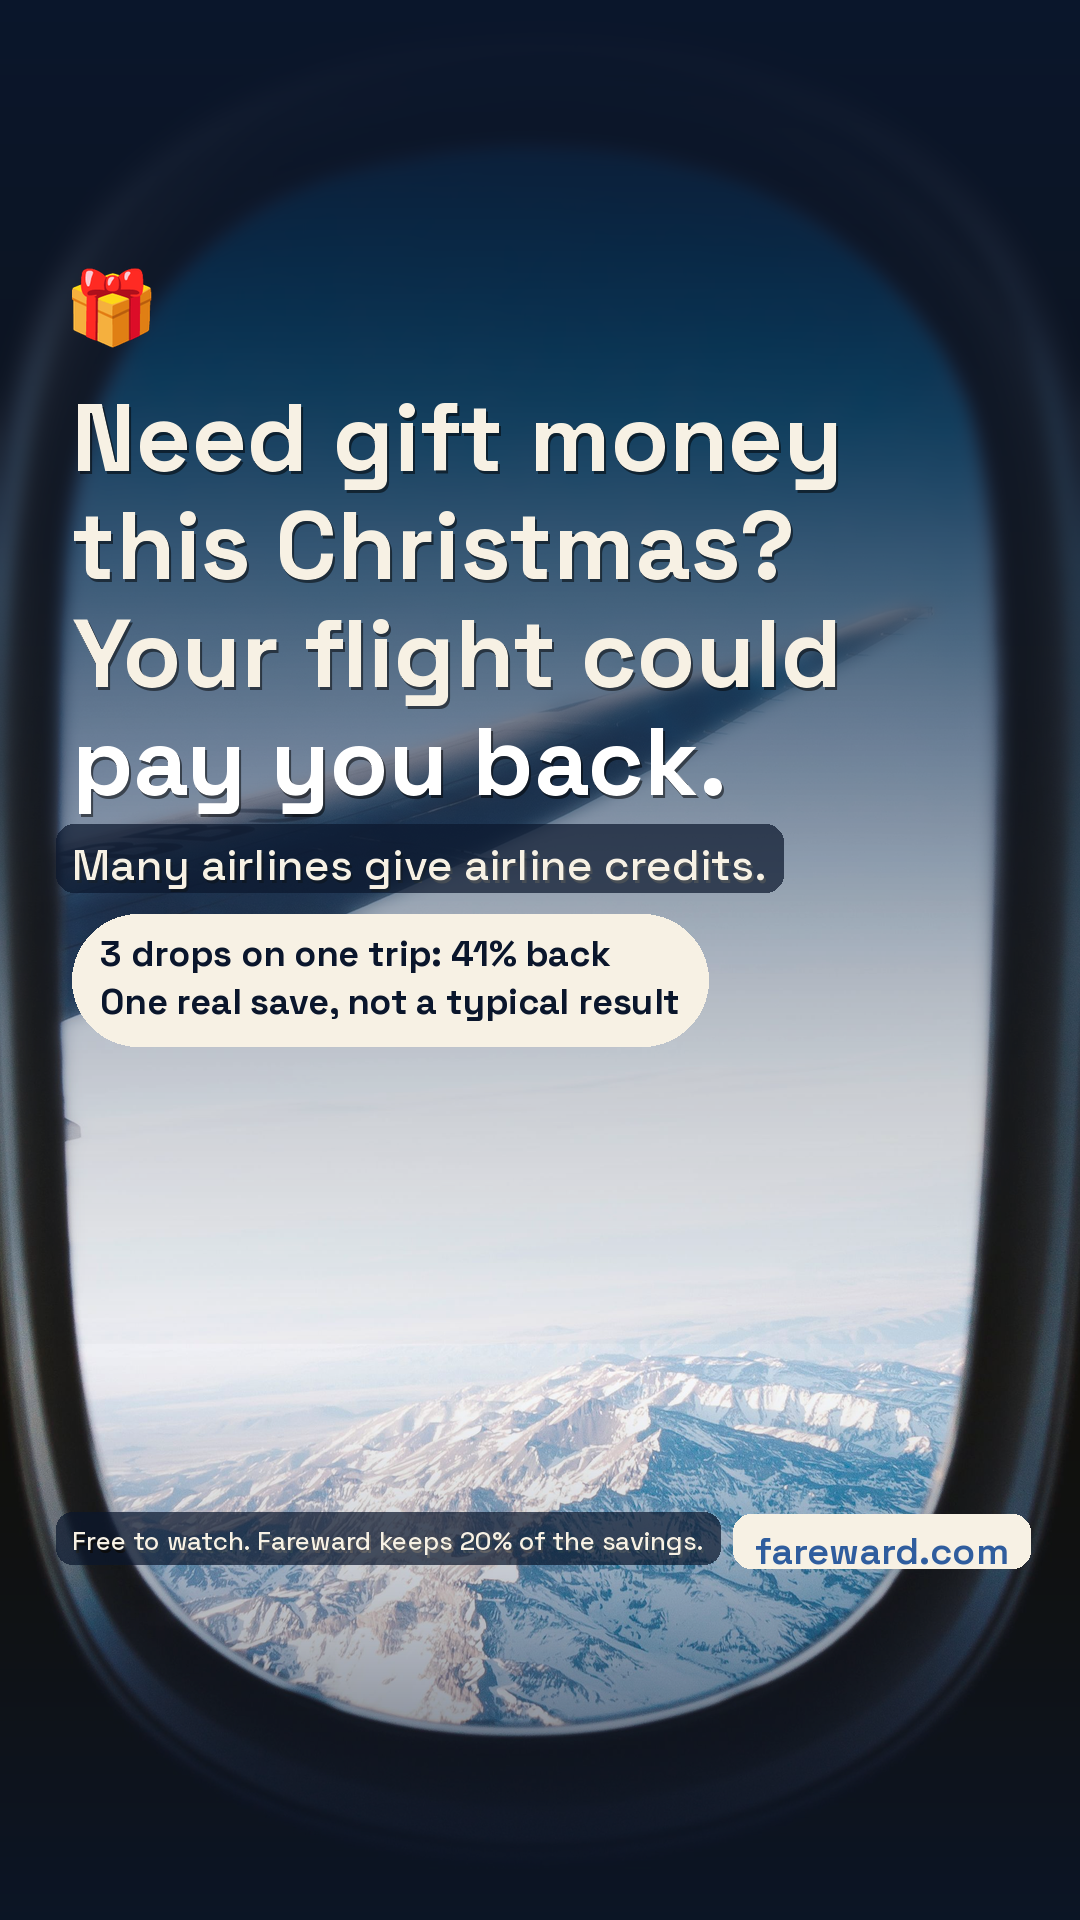 Need gift money
this Christmas?
Your flight could
pay you back.
Many airlines give airline credits.
3 drops on one trip: 41% back
One real save, not a typical result
Free to watch. Fareward keeps 20% of the savings.
fareward.com